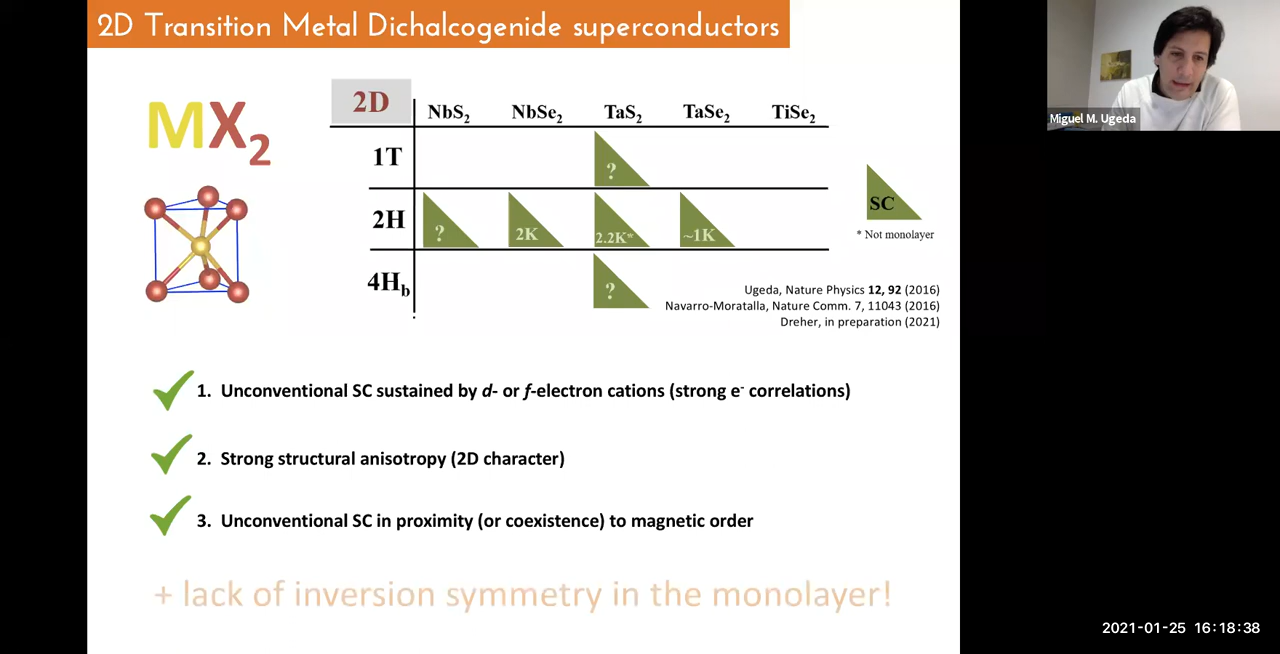 2D Transition Metal Dichalcogenide superconductors
Miguel M. Ugeda
MX2
2D NbS2 NbSe2 TaS2 TaSe2 TiSe2
1T ?
2H ? 2K 2.2K* ~1K
4Hb ?
SC
* Not monolayer
Ugeda, Nature Physics 12, 92 (2016)
Navarro-Moratalla, Nature Comm. 7, 11043 (2016)
Dreher, in preparation (2021)
1. Unconventional SC sustained by d- or f-electron cations (strong e- correlations)
2. Strong structural anisotropy (2D character)
3. Unconventional SC in proximity (or coexistence) to magnetic order
+ lack of inversion symmetry in the monolayer!
2021-01-25 16:18:38